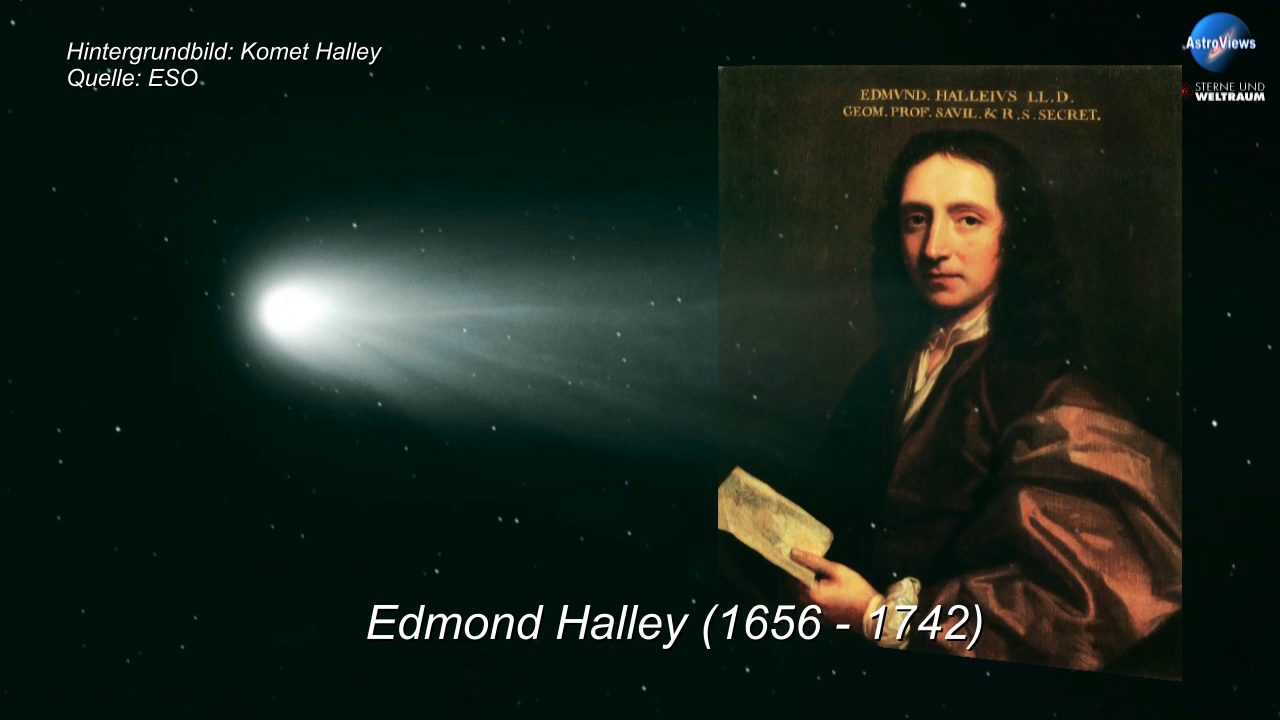 Hintergrundbild: Komet Halley
Quelle: ESO
AstroViews
STERNE UND
WELTRAUM
EDMVND. HALLEIVS LL.D.
GEOM. PROF. SAVIL. & R.S. SECRET.
Edmond Halley (1656 - 1742)